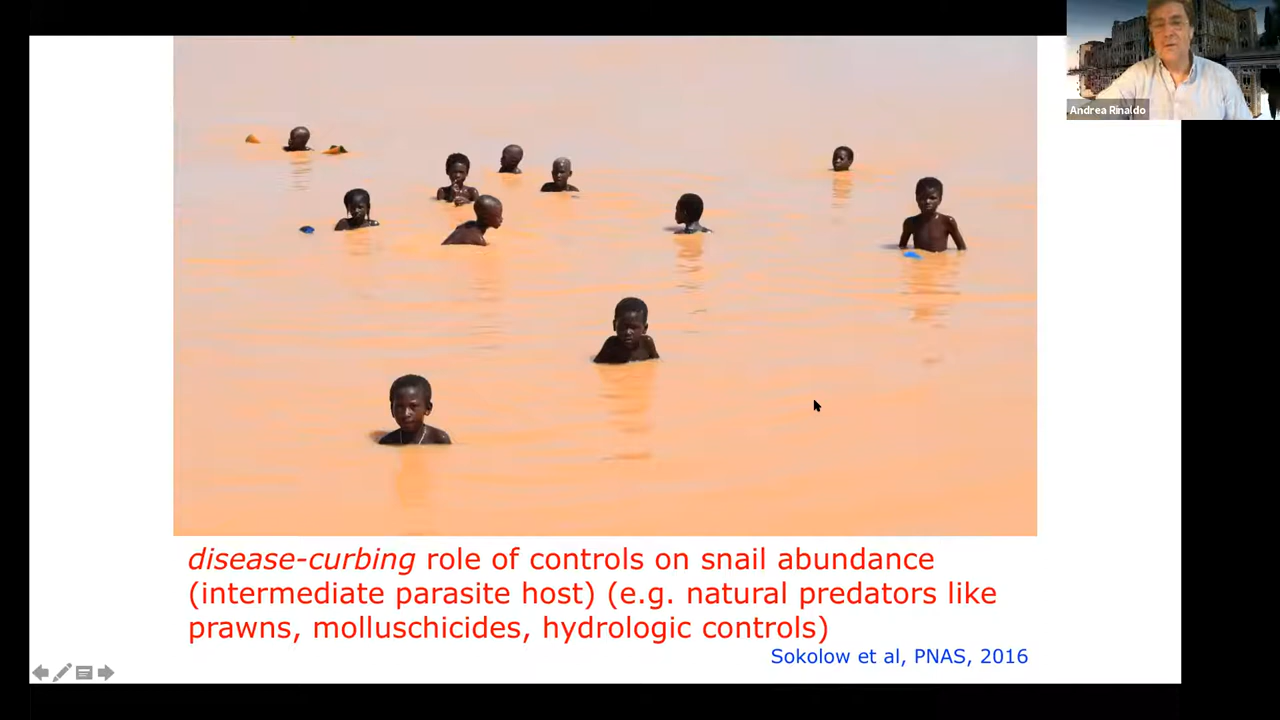 Andrea Rinaldo
disease-curbing role of controls on snail abundance
(intermediate parasite host) (e.g. natural predators like
prawns, molluschicides, hydrologic controls)
Sokolow et al, PNAS, 2016